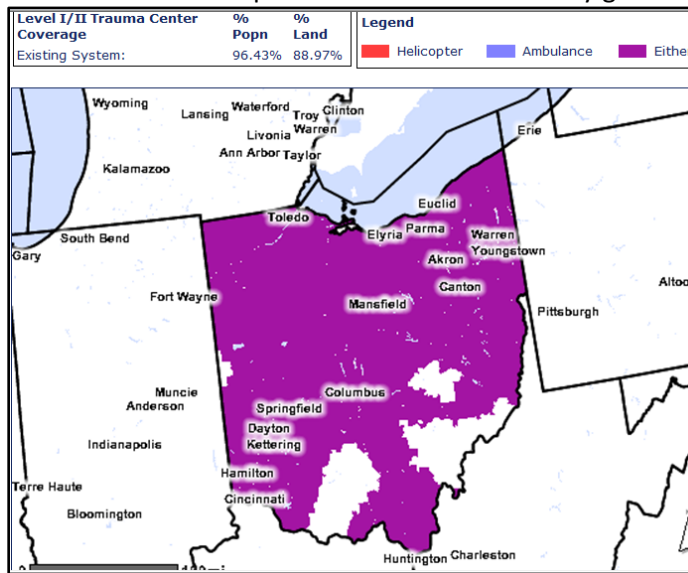 Level I/II Trauma Center Coverage
% Popn
% Land
Existing System:
96.43%
88.97%
Legend
Helicopter
Ambulance
Either
Wyoming
Waterford
Lansing
Troy
Clinton
Livonia
Warren
Ann Arbor
Taylor
Kalamazoo
Erie
Euclid
Toledo
Elyria
Parma
Warren
Youngstown
South Bend
Gary
Akron
Canton
Fort Wayne
Mansfield
Pittsburgh
Altoo
Muncie
Anderson
Columbus
Springfield
Dayton
Kettering
Indianapolis
Hamilton
Terre Haute
Cincinnati
Bloomington
Huntington
Charleston